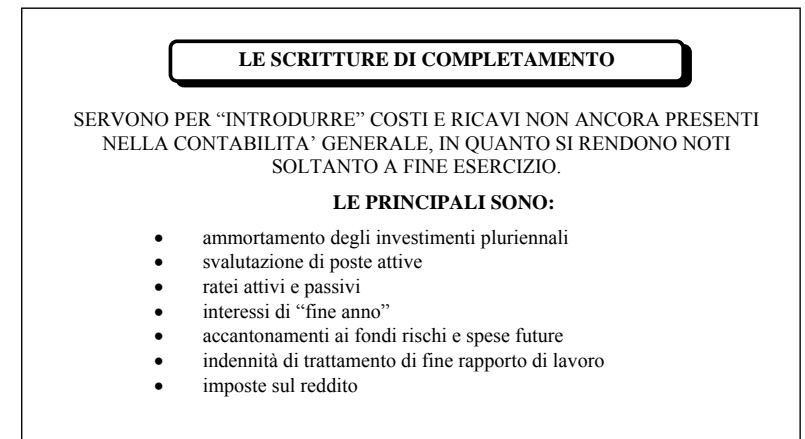 LE SCRITTURE DI COMPLETAMENTO
SERVONO PER “INTRODURRE” COSTI E RICAVI NON ANCORA PRESENTI
NELLA CONTABILITA’ GENERALE, IN QUANTO SI RENDONO NOTI
SOLTANTO A FINE ESERCIZIO.
LE PRINCIPALI SONO:
• ammortamento degli investimenti pluriennali
• svalutazione di poste attive
• ratei attivi e passivi
• interessi di “fine anno”
• accantonamenti ai fondi rischi e spese future
• indennità di trattamento di fine rapporto di lavoro
• imposte sul reddito